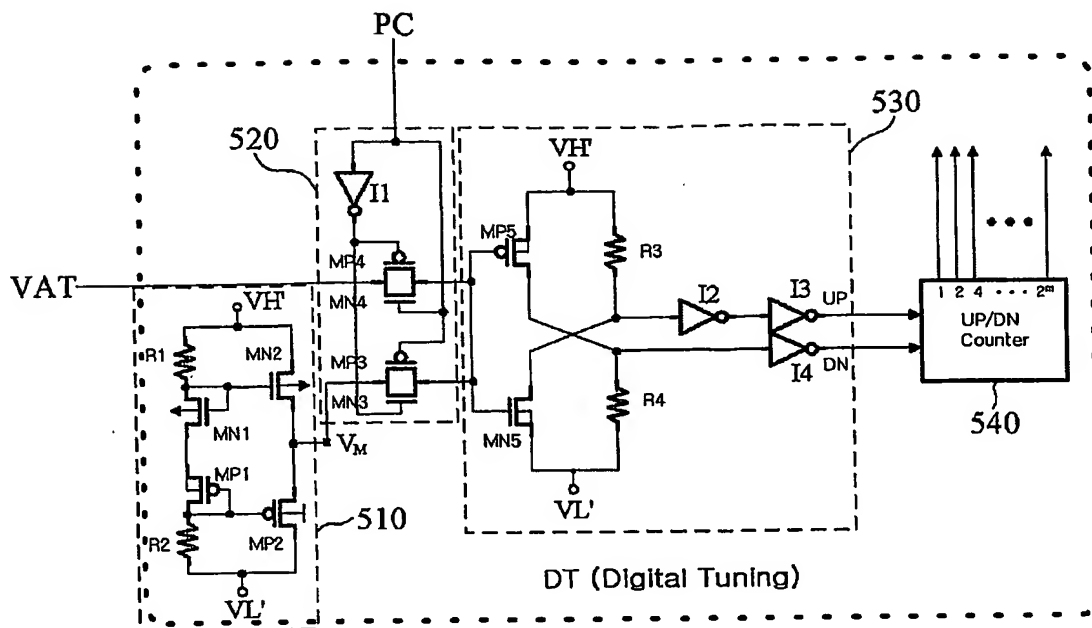 PC
530
520
VH'
I1
MP5
R3
MP4
VAT
MN4
VH'
I2
I3
UP
1 2 4 • • • 2ᵐ
UP/DN
Counter
R1
MN2
MP3
I4
DN
MN3
R4
540
MN1
VM
MN5
MP1
VL'
510
R2
MP2
DT (Digital Tuning)
VL'